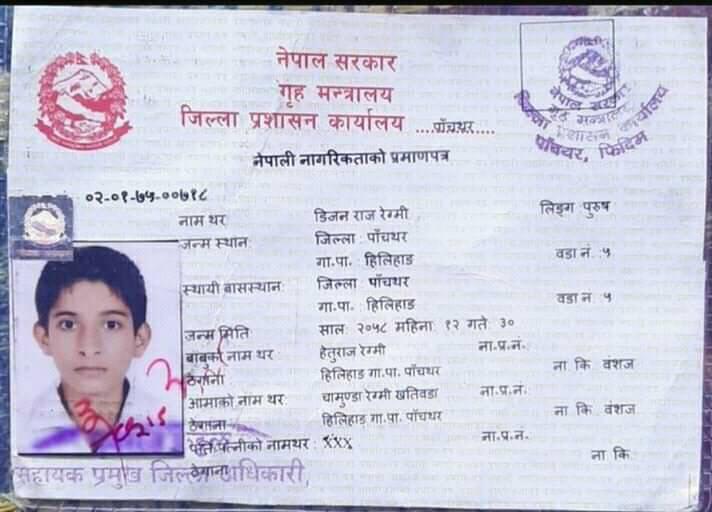 नेपाल सरकार
गृह मन्त्रालय
जिल्ला प्रशासन कार्यालय ....पाँचथर.....
नेपाल सरकार
गृह मन्त्रालय
जिल्ला प्रशासन कार्यालय
पाँचथर, फिदिम
नेपाली नागरिकताको प्रमाणपत्र
०२-०१-७५-००७१८
नाम थर डिजन राज रेग्मी लिङ्ग पुरुष
जन्म स्थान: जिल्ला : पाँचथर
गा.पा. हिलिहाङ वडा नं. : ५
स्थायी बासस्थान: जिल्ला : पाँचथर
गा.पा. : हिलिहाङ वडा नं ५
जन्म मिति साल: २०५८ महिना: १२ गते: ३०
बाबुको नाम थर: हेतुराज रेग्मी ना.प्र.नं.
ठेगाना: हिलिहाङ गा.पा. पाँचथर ना कि वंशज
आमाको नाम थर: चामुण्डा रेग्मी खतिवडा ना.प्र.नं.
ठेगाना: हिलिहाङ गा.पा. पाँचथर ना कि वंशज
पति/पत्नीको नामथर : XXX ना.प्र.नं.
ठेगाना: ना कि
सहायक प्रमुख जिल्ला अधिकारी,